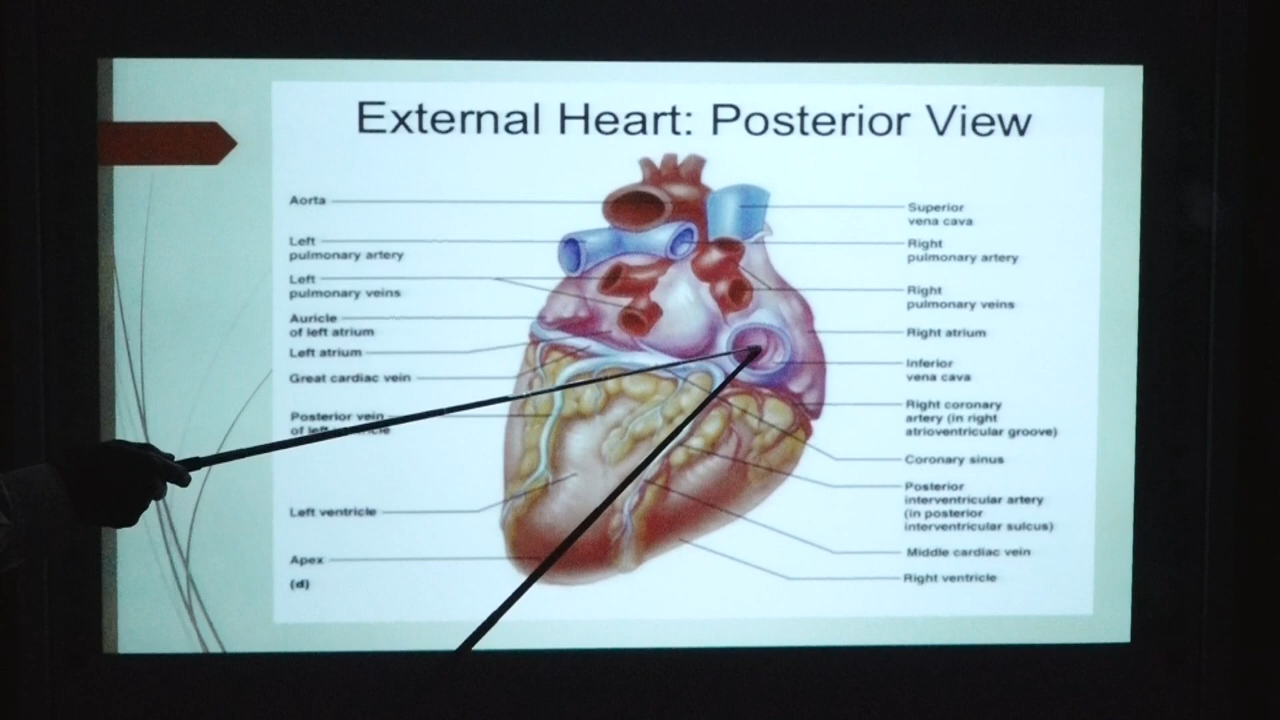 External Heart: Posterior View
Aorta
Left
pulmonary artery
Left
pulmonary veins
Auricle
of left atrium
Left atrium
Great cardiac vein
Posterior vein
of left ventricle
Left ventricle
Apex
(d)
Superior
vena cava
Right
pulmonary artery
Right
pulmonary veins
Right atrium
Inferior
vena cava
Right coronary
artery (in right
atrioventricular groove)
Coronary sinus
Posterior
interventricular artery
(in posterior
interventricular sulcus)
Middle cardiac vein
Right ventricle